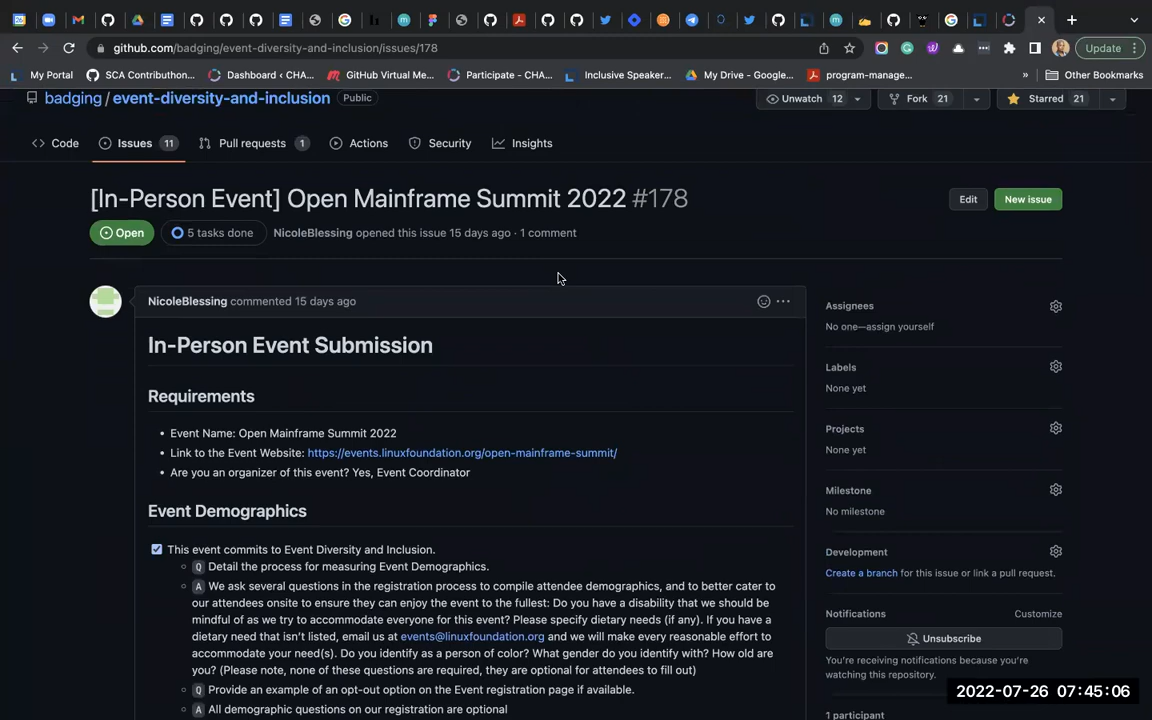 github.com/badging/event-diversity-and-inclusion/issues/178
Update
My Portal
SCA Contributhon...
Dashboard ‹ CHA...
GitHub Virtual Me...
Participate - CHA...
Inclusive Speaker...
My Drive - Google...
program-manage...
»
Other Bookmarks
badging / event-diversity-and-inclusion Public
Unwatch 12
Fork 21
Starred 21
Code
Issues 11
Pull requests 1
Actions
Security
Insights
[In-Person Event] Open Mainframe Summit 2022 #178
Edit
New issue
Open
5 tasks done
NicoleBlessing opened this issue 15 days ago · 1 comment
NicoleBlessing commented 15 days ago
In-Person Event Submission
Requirements
• Event Name: Open Mainframe Summit 2022
• Link to the Event Website: https://events.linuxfoundation.org/open-mainframe-summit/
• Are you an organizer of this event? Yes, Event Coordinator
Event Demographics
This event commits to Event Diversity and Inclusion.
Q Detail the process for measuring Event Demographics.
A We ask several questions in the registration process to compile attendee demographics, and to better cater to
our attendees onsite to ensure they can enjoy the event to the fullest: Do you have a disability that we should be
mindful of as we try to accommodate everyone for this event? Please specify dietary needs (if any). If you have a
dietary need that isn't listed, email us at events@linuxfoundation.org and we will make every reasonable effort to
accommodate your need(s). Do you identify as a person of color? What gender do you identify with? How old are
you? (Please note, none of these questions are required, they are optional for attendees to fill out)
Q Provide an example of an opt-out option on the Event registration page if available.
A All demographic questions on our registration are optional
Assignees
No one—assign yourself
Labels
None yet
Projects
None yet
Milestone
No milestone
Development
Create a branch for this issue or link a pull request.
Notifications
Customize
Unsubscribe
You're receiving notifications because you're
watching this repository.
1 participant
2022-07-26 07:45:06